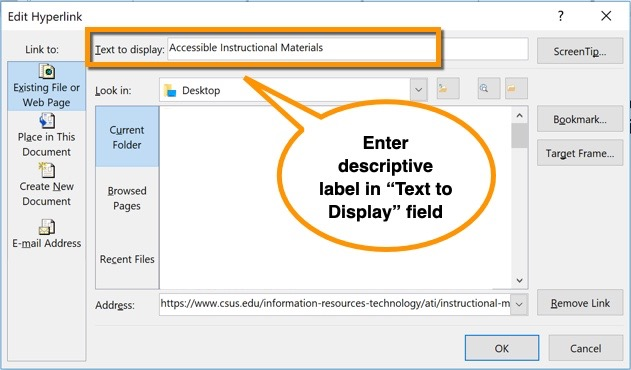 Edit Hyperlink
?
Link to:
Text to display: Accessible Instructional Materials
ScreenTip...
Existing File or
Web Page
Look in:
Desktop
Place in This
Document
Current
Folder
Bookmark...
Enter
descriptive
label in “Text to
Display” field
Target Frame...
Create New
Document
Browsed
Pages
E-mail Address
Recent Files
Address:
https://www.csus.edu/information-resources-technology/ati/instructional-m
Remove Link
OK
Cancel